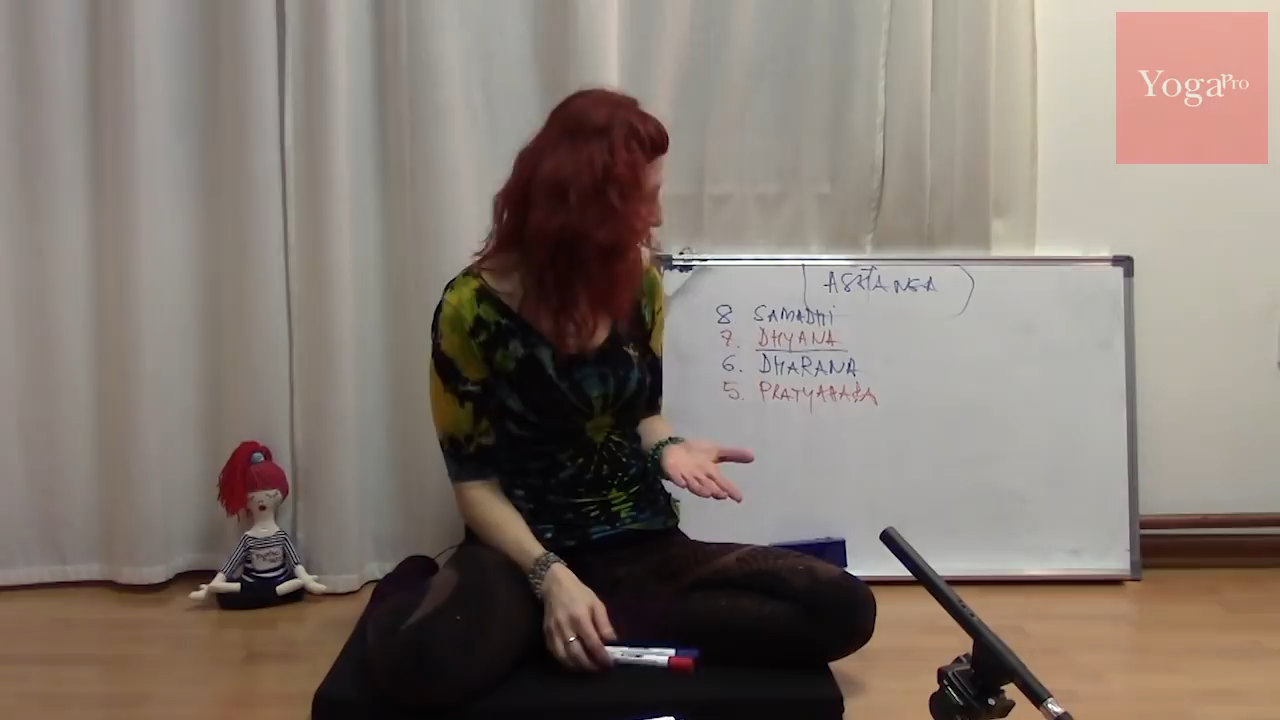 YogaPro
ASHTANGA
8 SAMADHI
7. DHYANA
6. DHARANA
5. PRATYAHARA